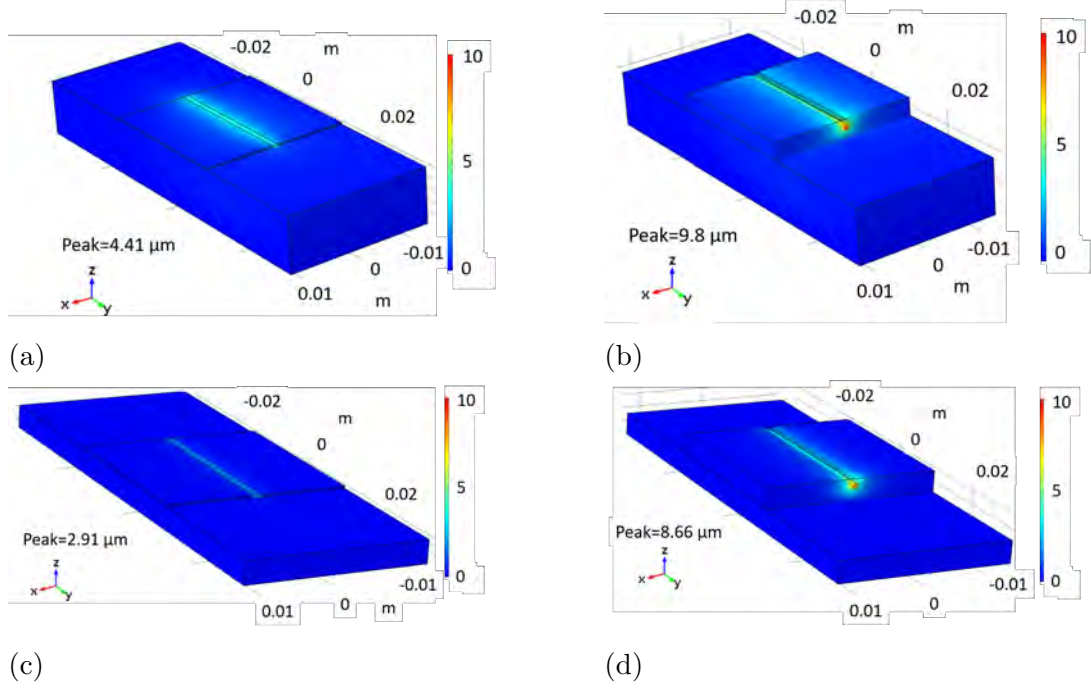 -0.02
m
0
0.02
10
5
0
Peak=4.41 µm
-0.01
0
0.01
m
z
x
y
(a)
-0.02
m
0
0.02
10
5
0
Peak=9.8 µm
-0.01
0
0.01
m
z
x
y
(b)
-0.02
m
0
0.02
10
5
0
Peak=2.91 µm
-0.01
0.01
0
m
z
x
y
(c)
-0.02
m
0
0.02
10
5
0
Peak=8.66 µm
-0.01
0.01
0
z
x
y
(d)